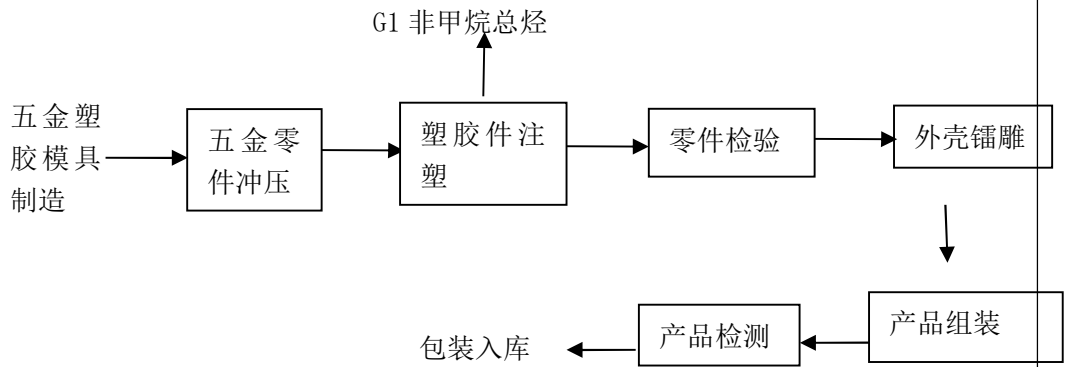 G1 非甲烷总烃
五金塑
胶模具
制造
五金零
件冲压
塑胶件注
塑
零件检验
外壳镭雕
产品组装
产品检测
包装入库